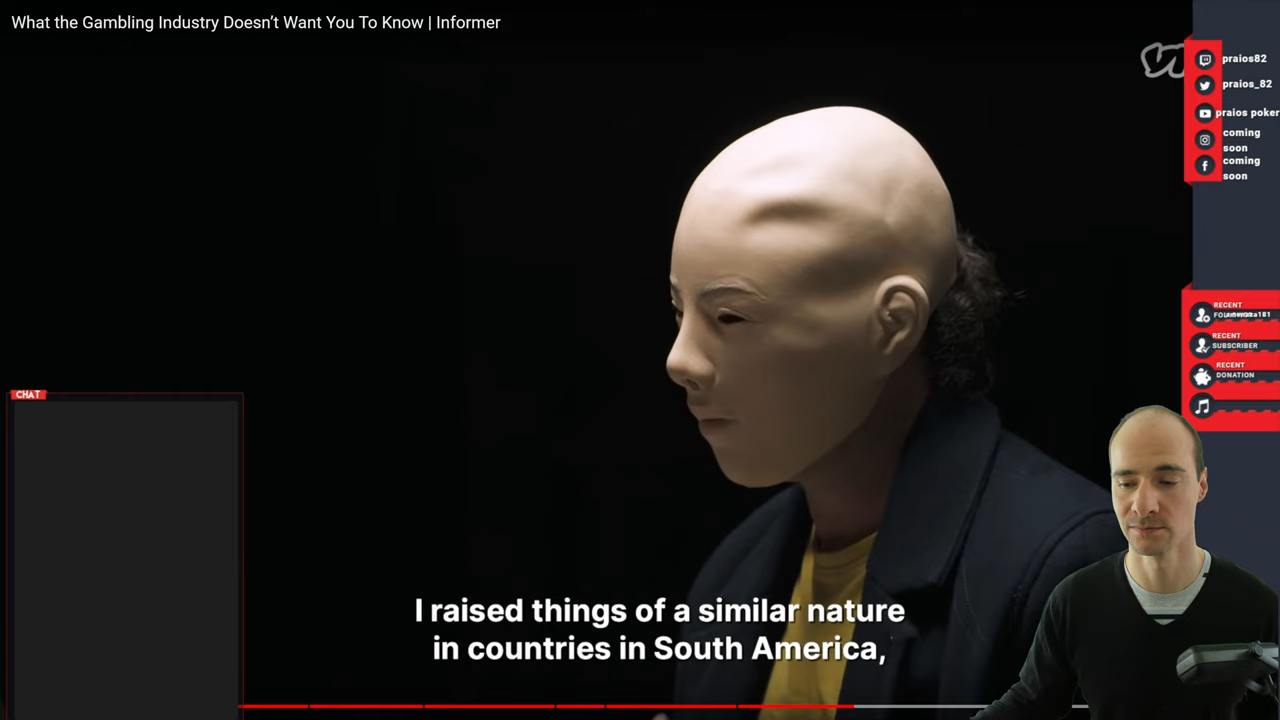 What the Gambling Industry Doesn’t Want You To Know | Informer
praios82
praios_82
praios poker
coming
soon
coming
soon
RECENT
RECENT
SUBSCRIBER
RECENT
DONATION
CHAT
I raised things of a similar nature
in countries in South America,